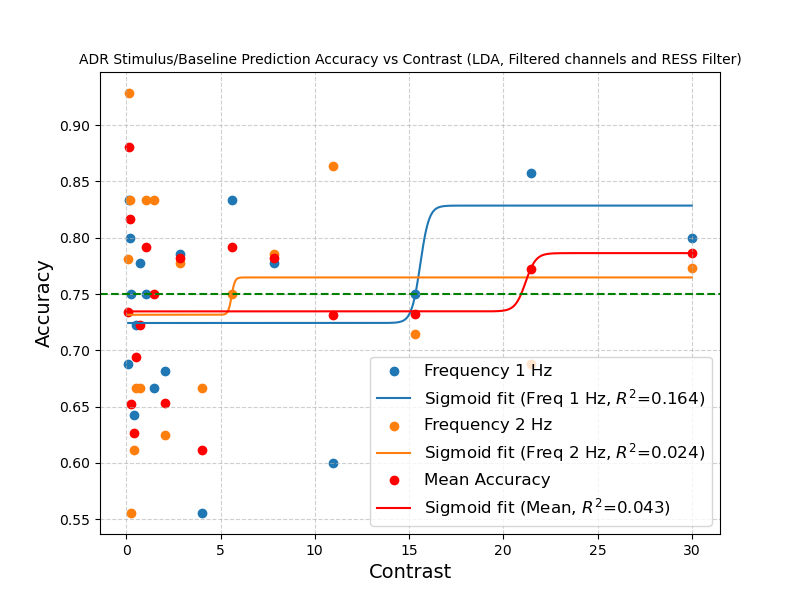 ADR Stimulus/Baseline Prediction Accuracy vs Contrast (LDA, Filtered channels and RESS Filter)
0.90
0.85
0.80
0.75
0.70
0.65
0.60
0.55
Accuracy
Frequency 1 Hz
Sigmoid fit (Freq 1 Hz, R²=0.164)
Frequency 2 Hz
Sigmoid fit (Freq 2 Hz, R²=0.024)
Mean Accuracy
Sigmoid fit (Mean, R²=0.043)
0 5 10 15 20 25 30
Contrast